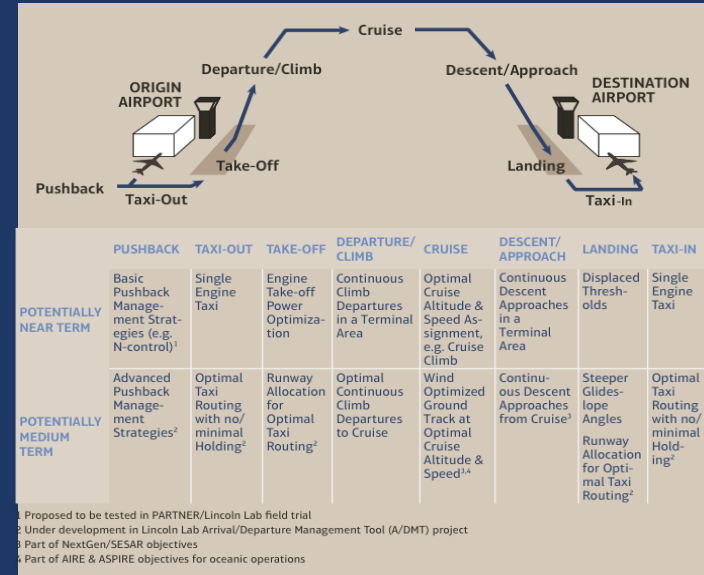 Cruise
Departure/Climb
Descent/Approach
ORIGIN
AIRPORT
DESTINATION
AIRPORT
Take-Off
Landing
Pushback
Taxi-Out
Taxi-In
PUSHBACK
TAXI-OUT
TAKE-OFF
DEPARTURE/
CLIMB
CRUISE
DESCENT/
APPROACH
LANDING
TAXI-IN
POTENTIALLY
NEAR TERM
Basic
Pushback
Manage-
ment Strat-
egies (e.g.
N-control)¹
Single
Engine
Taxi
Engine
Take-off
Power
Optimiza-
tion
Continuous
Climb
Departures
in a Terminal
Area
Optimal
Cruise
Altitude &
Speed As-
signment,
e.g. Cruise
Climb
Continuous
Descent
Approaches
in a
Terminal
Area
Displaced
Thresh-
olds
Single
Engine
Taxi
POTENTIALLY
MEDIUM
TERM
Advanced
Pushback
Manage-
ment
Strategies²
Optimal
Taxi
Routing
with no/
minimal
Holding²
Runway
Allocation
for
Optimal
Taxi
Routing²
Optimal
Continuous
Climb
Departures
to Cruise
Wind
Optimized
Ground
Track at
Optimal
Cruise
Altitude &
Speed³,⁴
Continu-
ous Descent
Approaches
from Cruise³
Steeper
Glides-
lope
Angles
Runway
Allocation
for Opti-
mal Taxi
Routing²
Optimal
Taxi
Routing
with no/
minimal
Hold-
ing²
1 Proposed to be tested in PARTNER/Lincoln Lab field trial
2 Under development in Lincoln Lab Arrival/Departure Management Tool (A/DMT) project
3 Part of NextGen/SESAR objectives
4 Part of AIRE & ASPIRE objectives for oceanic operations